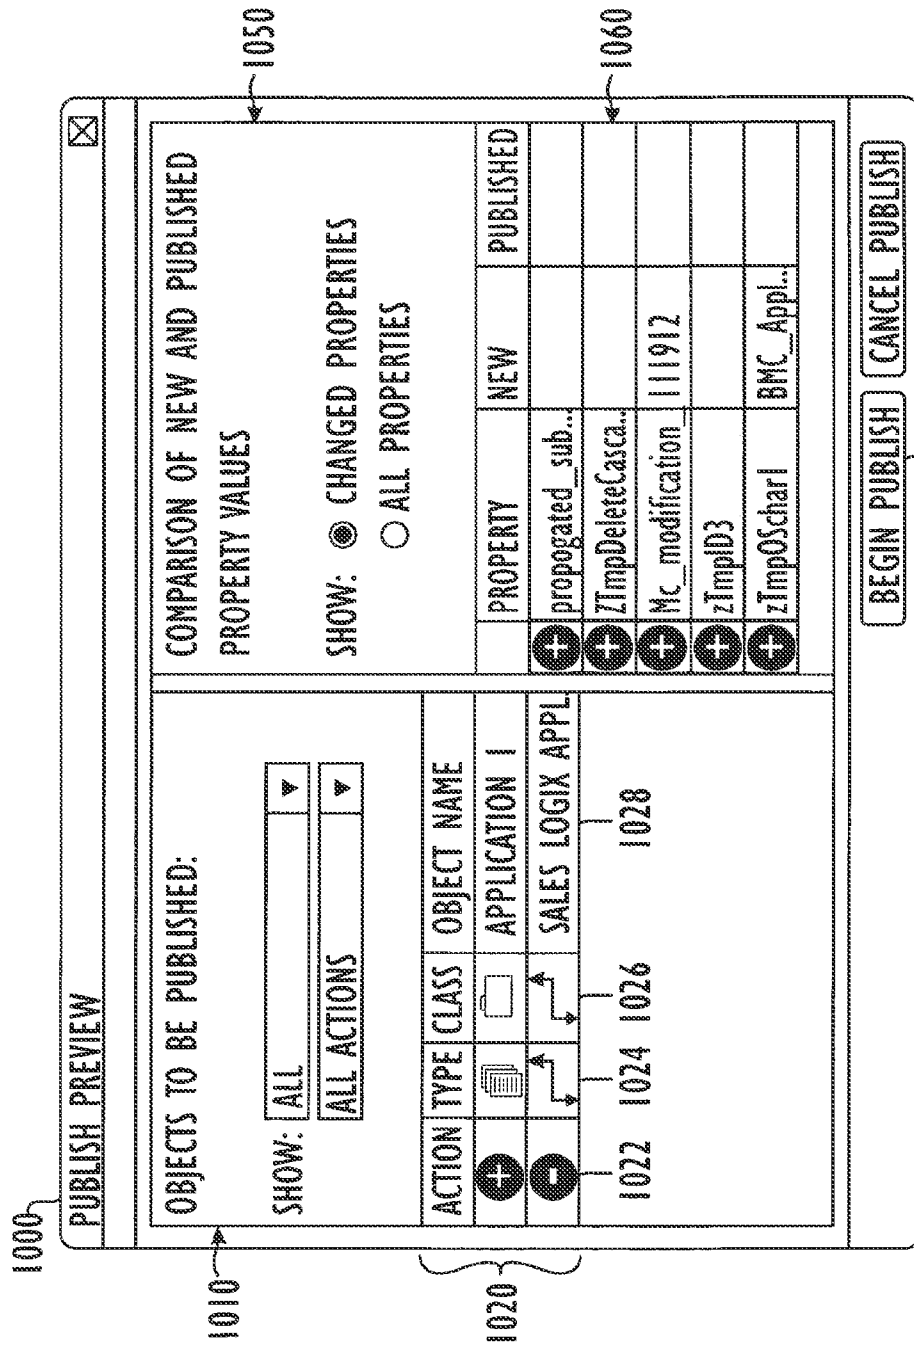 1000
PUBLISH PREVIEW
1010
OBJECTS TO BE PUBLISHED:
SHOW: ALL
ALL ACTIONS
1020
ACTION TYPE CLASS OBJECT NAME
+ APPLICATION 1
- SALES LOGIX APPL.
1022 1024 1026 1028
1050
COMPARISON OF NEW AND PUBLISHED
PROPERTY VALUES
SHOW: CHANGED PROPERTIES
ALL PROPERTIES
1060
PROPERTY NEW PUBLISHED
+ propogated_sub...
+ ZTmpDeleteCasca...
+ Mc_modification_ 111912
+ zTmpID3
+ zTmpOSchar1 BMC_Appl...
BEGIN PUBLISH CANCEL PUBLISH